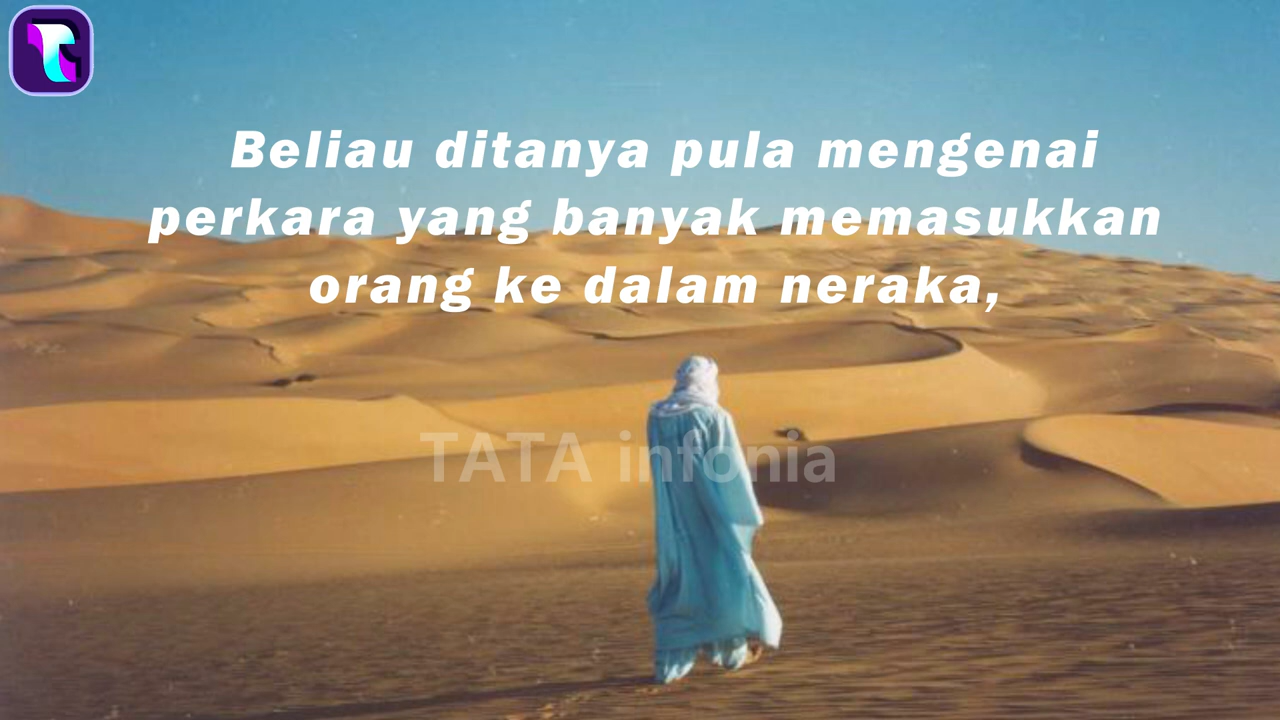 Beliau ditanya pula mengenai
perkara yang banyak memasukkan
orang ke dalam neraka,
TATA infonia